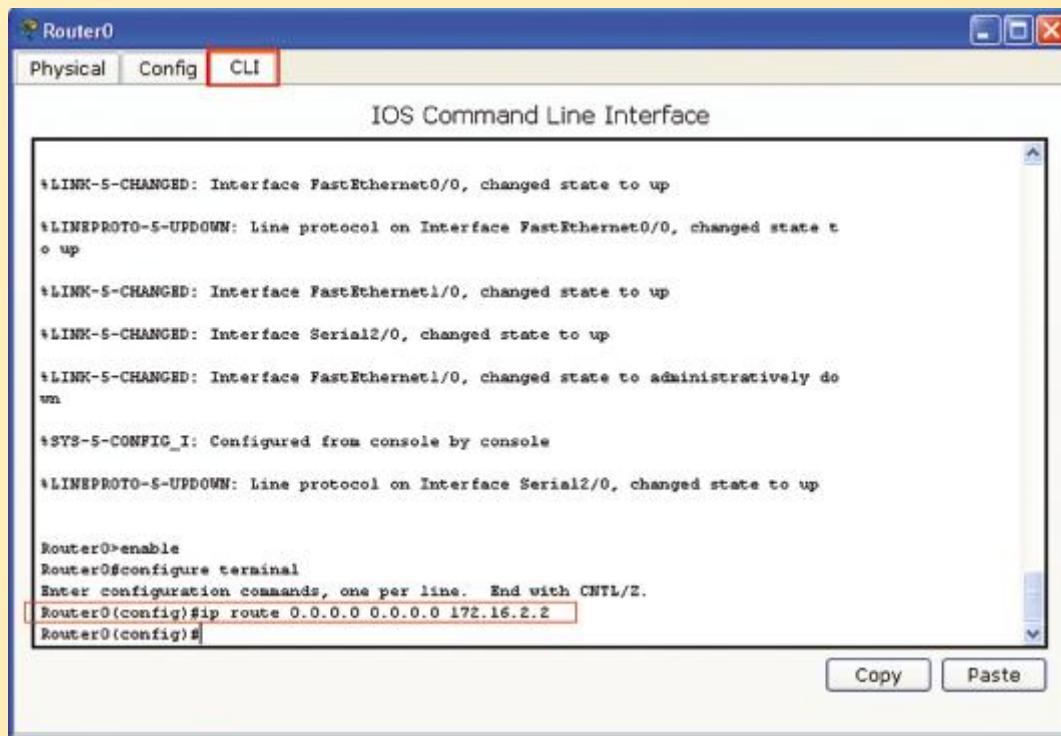 Router0
Physical Config CLI
IOS Command Line Interface
%LINK-5-CHANGED: Interface FastEthernet0/0, changed state to up
%LINEPROTO-5-UPDOWN: Line protocol on Interface FastEthernet0/0, changed state t
o up
%LINK-5-CHANGED: Interface FastEthernet1/0, changed state to up
%LINK-5-CHANGED: Interface Serial2/0, changed state to up
%LINK-5-CHANGED: Interface FastEthernet1/0, changed state to administratively do
wn
%SYS-5-CONFIG_I: Configured from console by console
%LINEPROTO-5-UPDOWN: Line protocol on Interface Serial2/0, changed state to up
Router0>enable
Router0#configure terminal
Enter configuration commands, one per line.  End with CNTL/Z.
Router0(config)#ip route 0.0.0.0 0.0.0.0 172.16.2.2
Router0(config)#
Copy Paste